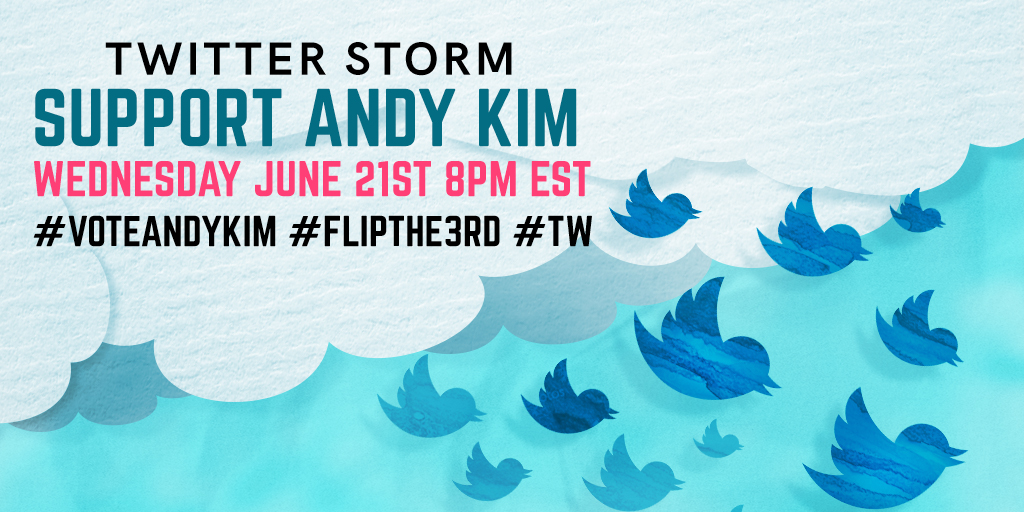 TWITTER STORM
SUPPORT ANDY KIM
WEDNESDAY JUNE 21ST 8PM EST
#VOTEANDYKIM #FLIPTHE3RD #TW